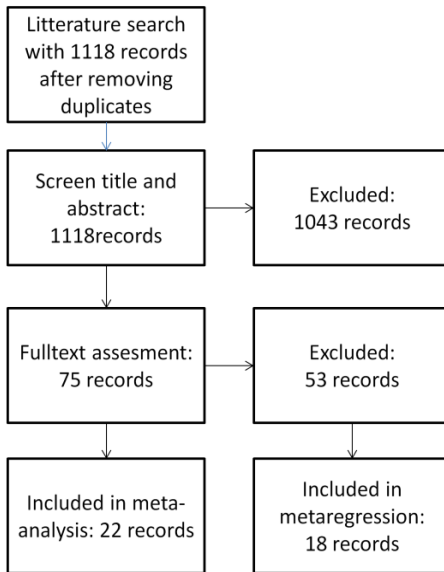 Litterature search
with 1118 records
after removing
duplicates
Screen title and
abstract:
1118records
Excluded:
1043 records
Fulltext assesment:
75 records
Excluded:
53 records
Included in meta-
analysis: 22 records
Included in
metaregression:
18 records